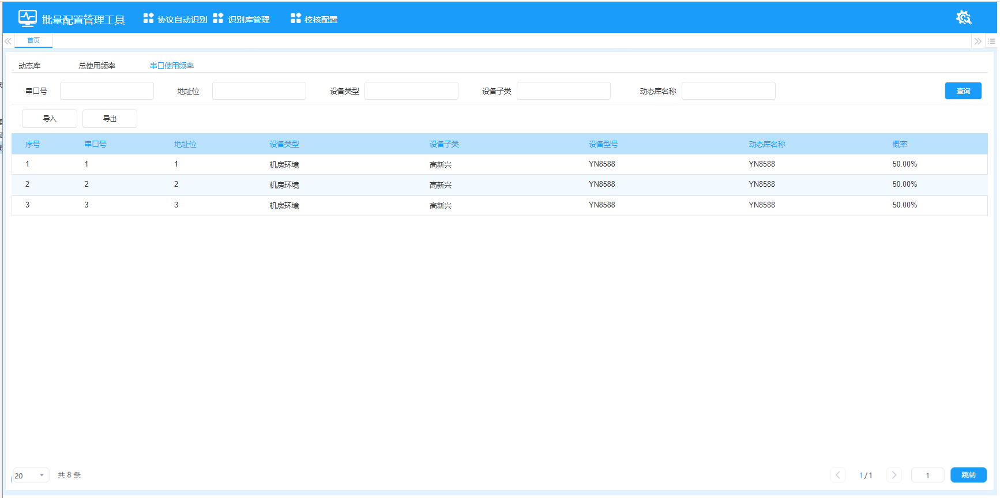 批量配置管理工具 协议自动识别 识别库管理 校核配置
首页
动态库 总使用频率 串口使用频率
串口号 地址位 设备类型 设备子类 动态库名称 查询
导入 导出
序号 串口号 地址位 设备类型 设备子类 设备型号 动态库名称 概率
1 1 1 机房环境 高新兴 YN8588 YN8588 50.00%
2 2 2 机房环境 高新兴 YN8588 YN8588 50.00%
3 3 3 机房环境 高新兴 YN8588 YN8588 50.00%
20 共 8 条 1/1 1 跳转